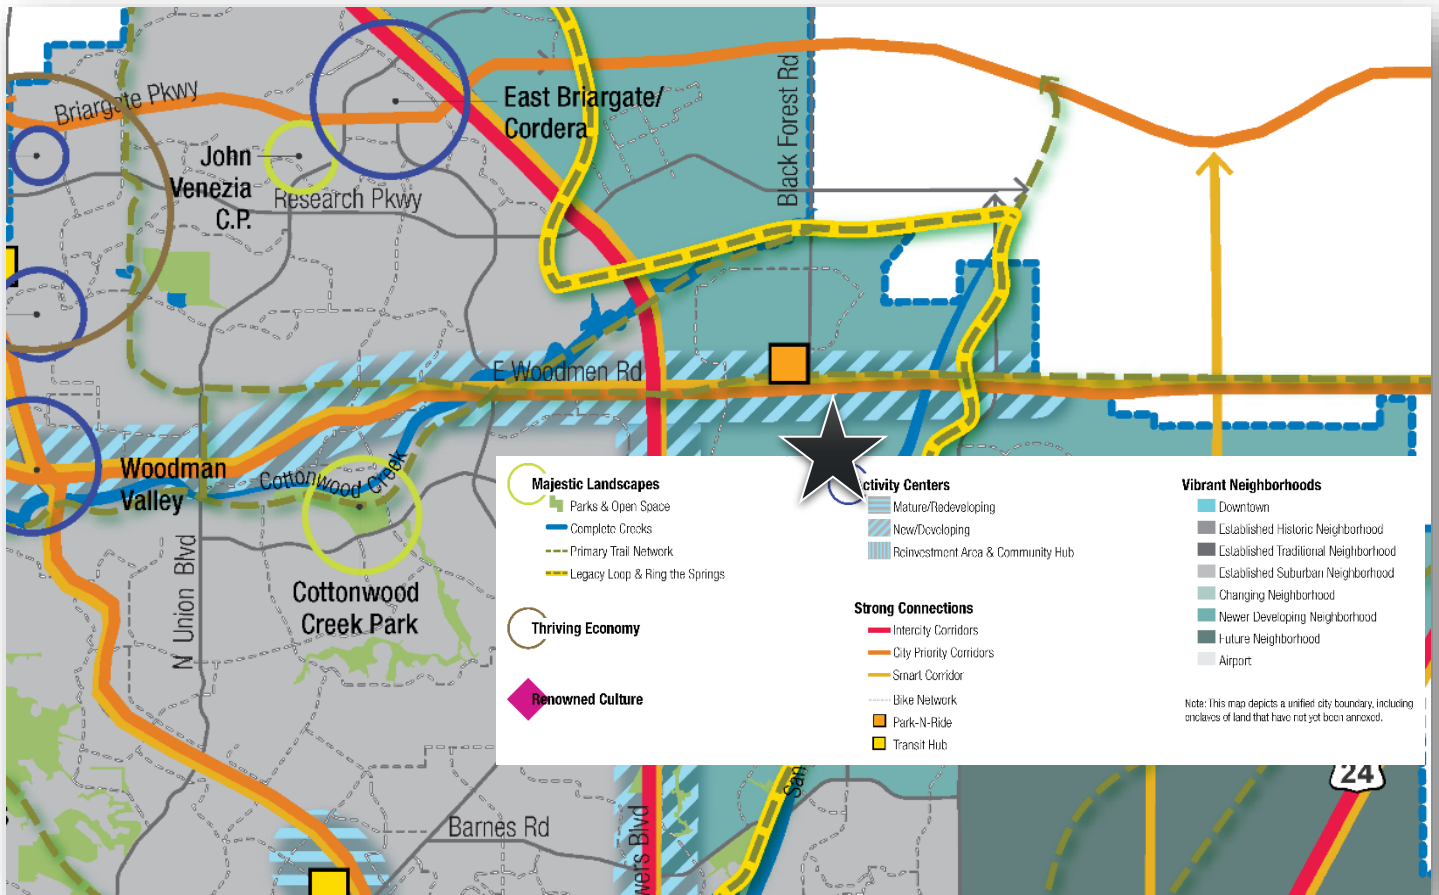 Briargate Pkwy
East Briargate/
Cordera
Black Forest Rd
John
Venezia
C.P.
Research Pkwy
E Woodmen Rd
Woodman
Valley
Cottonwood Creek
N Union Blvd
Cottonwood
Creek Park
Majestic Landscapes
Parks & Open Space
Complete Creeks
Primary Trail Network
Legacy Loop & Ring the Springs
Thriving Economy
Renowned Culture
ctivity Centers
Mature/Redeveloping
New/Developing
Reinvestment Area & Community Hub
Strong Connections
Intercity Corridors
City Priority Corridors
Smart Corridor
Bike Network
Park-N-Ride
Transit Hub
Vibrant Neighborhoods
Downtown
Established Historic Neighborhood
Established Traditional Neighborhood
Established Suburban Neighborhood
Changing Neighborhood
Newer Developing Neighborhood
Future Neighborhood
Airport
Note: This map depicts a unified city boundary, including
enclaves of land that have not yet been annexed.
24
San
Barnes Rd
wers Blvd